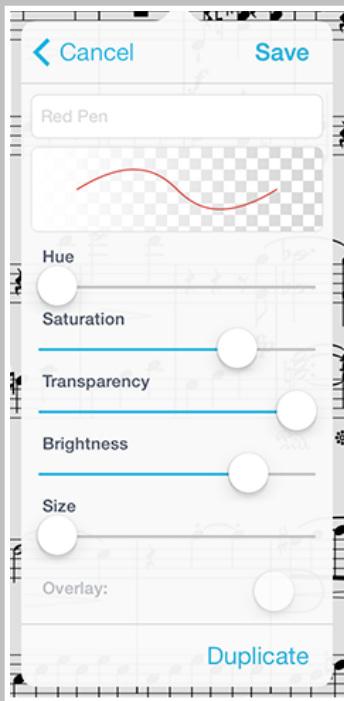 Cancel Save
Red Pen
Hue
Saturation
Transparency
Brightness
Size
Overlay:
Duplicate